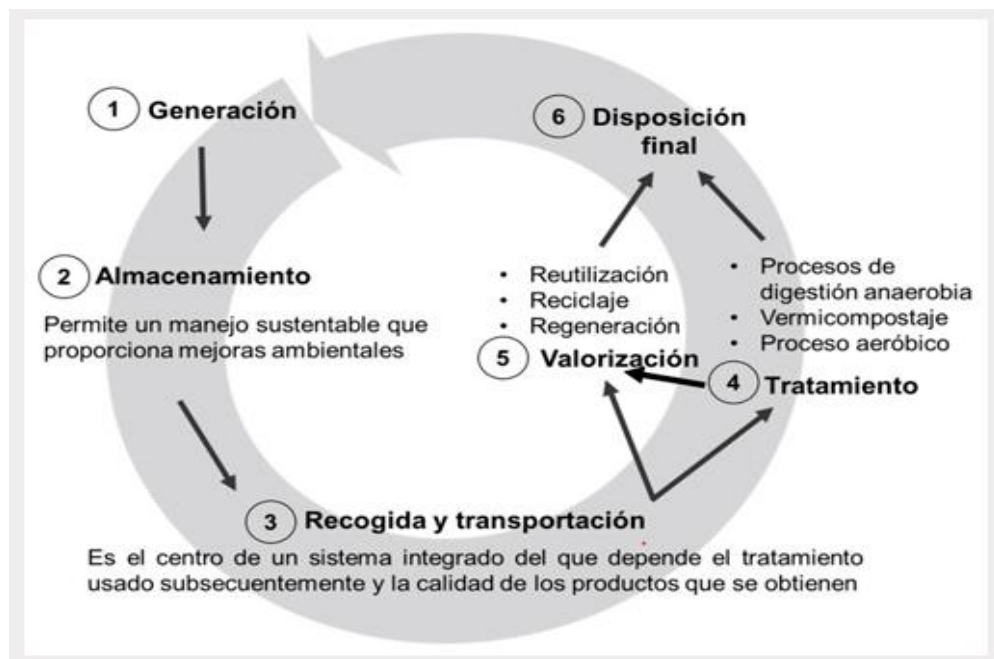 1 Generación
2 Almacenamiento
Permite un manejo sustentable que
proporciona mejoras ambientales
3 Recogida y transportación
Es el centro de un sistema integrado del que depende el tratamiento
usado subsecuentemente y la calidad de los productos que se obtienen
4 Tratamiento
• Procesos de
digestión anaerobia
• Vermicompostaje
• Proceso aeróbico
5 Valorización
• Reutilización
• Reciclaje
• Regeneración
6 Disposición
final